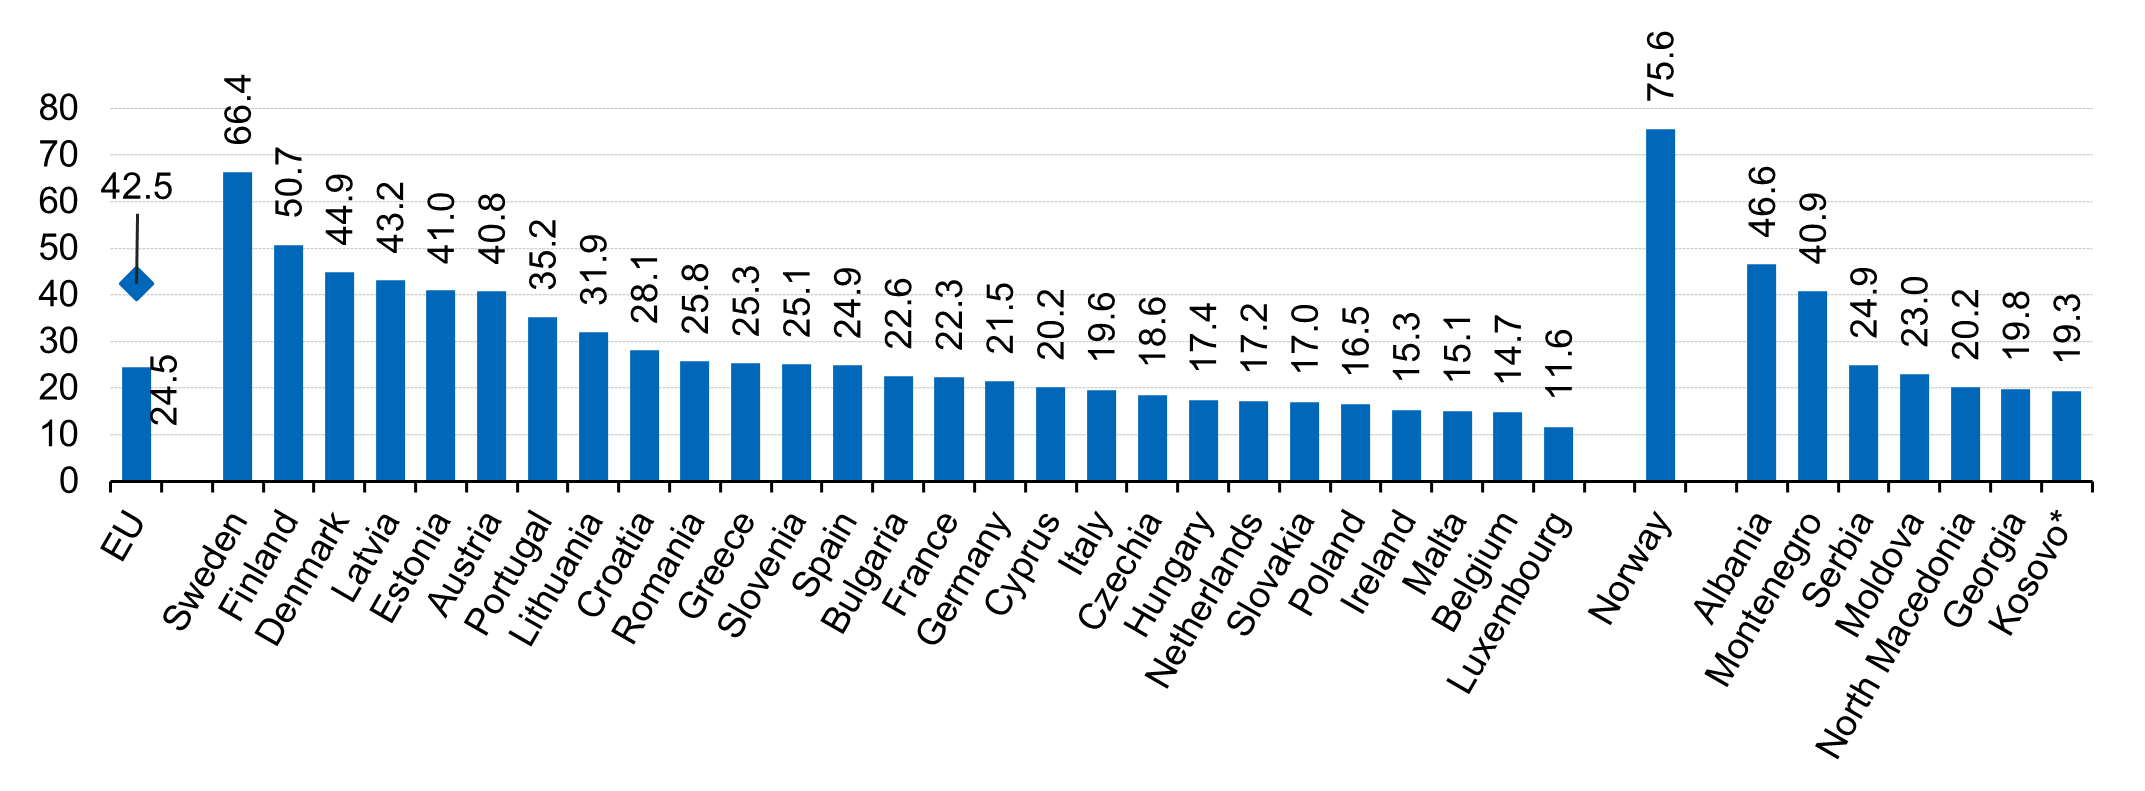 80
70
60
50
40
30
20
10
0
42.5
24.5
66.4
50.7
44.9
43.2
41.0
40.8
35.2
31.9
28.1
25.8
25.3
25.1
24.9
22.6
22.3
21.5
20.2
19.6
18.6
17.4
17.2
17.0
16.5
15.3
15.1
14.7
11.6
75.6
46.6
40.9
24.9
23.0
20.2
19.8
19.3
EU
Sweden
Finland
Denmark
Latvia
Estonia
Austria
Portugal
Lithuania
Croatia
Romania
Greece
Slovenia
Spain
Bulgaria
France
Germany
Cyprus
Italy
Czechia
Hungary
Netherlands
Slovakia
Poland
Ireland
Malta
Belgium
Luxembourg
Norway
Albania
Montenegro
Serbia
Moldova
North Macedonia
Georgia
Kosovo*